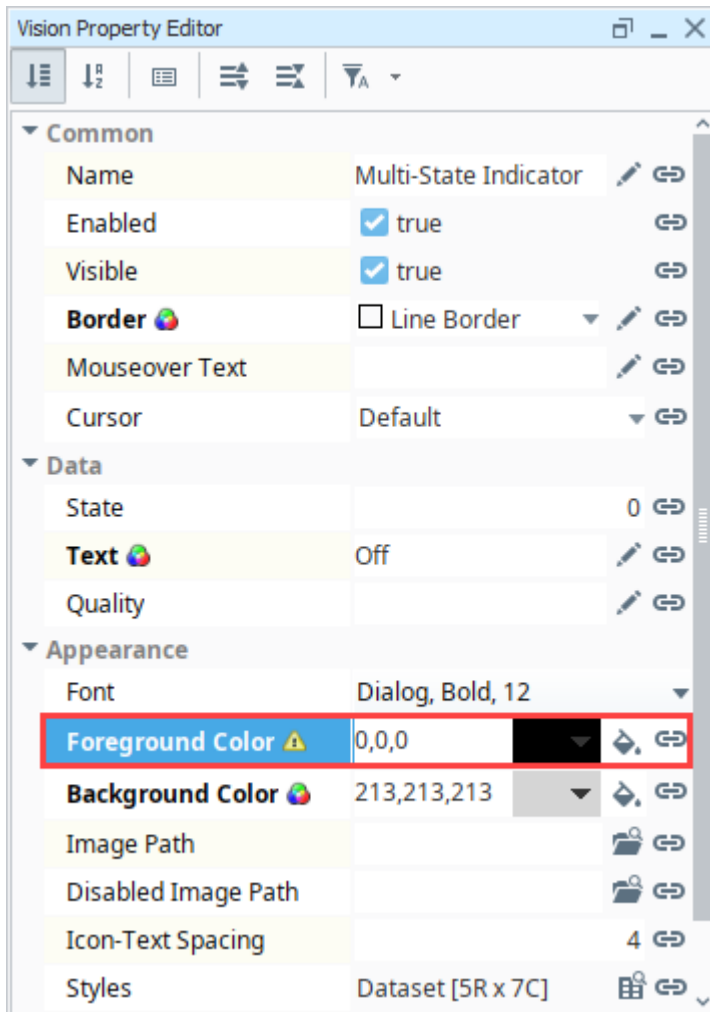 Vision Property Editor
Common
Name Multi-State Indicator
Enabled true
Visible true
Border Line Border
Mouseover Text
Cursor Default
Data
State 0
Text Off
Quality
Appearance
Font Dialog, Bold, 12
Foreground Color 0,0,0
Background Color 213,213,213
Image Path
Disabled Image Path
Icon-Text Spacing 4
Styles Dataset [5R x 7C]